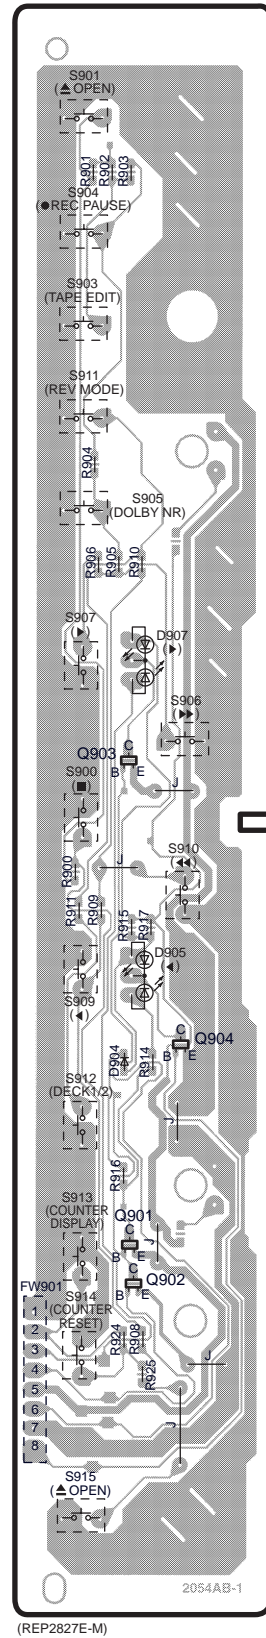 S901
(▲OPEN)
R901
R902
R903
S904
(●REC PAUSE)
S903
(TAPE EDIT)
S911
(REV MODE)
R904
S905
(DOLBY NR)
R906
R905
R910
S907
(▶)
D907
(▶)
S906
(▶▶)
Q903
C
B
E
S900
(■)
J
J
S910
(◀◀)
R900
R911
R909
R915
R917
D905
(◀)
S909
(◀)
C
Q904
B
E
D904
R914
S912
(DECK1/2)
J
R916
S913
(COUNTER
DISPLAY)
Q901
C
B
E
J
FW901
S914
(COUNTER
RESET)
C
Q902
B
E
1
2
3
4
5
6
7
8
R924
R908
R925
J
J
S915
(▲OPEN)
2054AB-1
(REP2827E-M)